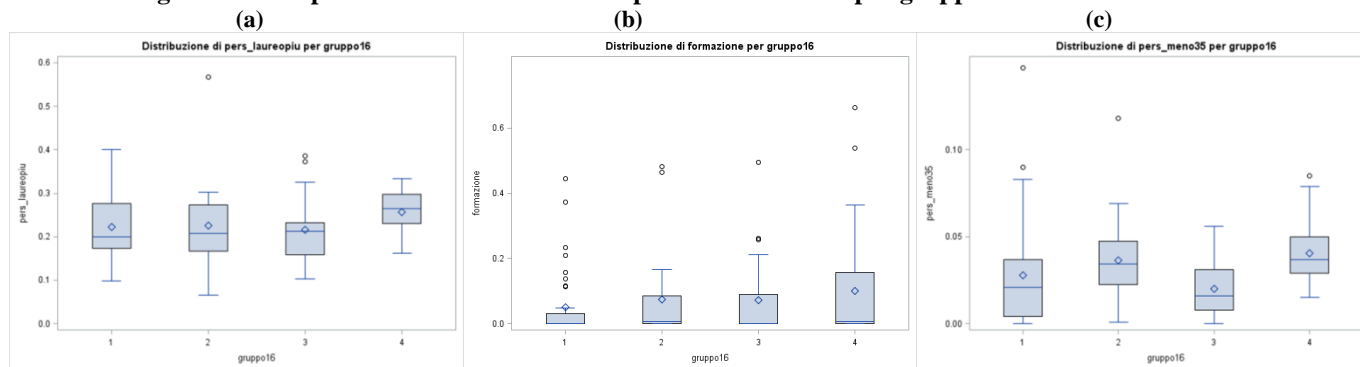 (a) (b) (c)
Distribuzione di pers_laureopiu per gruppo16
0.6
0.5
0.4
0.3
0.2
0.1
0.0
pers_laureopiu
1 2 3 4
gruppo16
Distribuzione di formazione per gruppo16
0.6
0.4
0.2
0.0
formazione
1 2 3 4
gruppo16
Distribuzione di pers_meno35 per gruppo16
0.10
0.05
0.00
pers_meno35
1 2 3 4
gruppo16